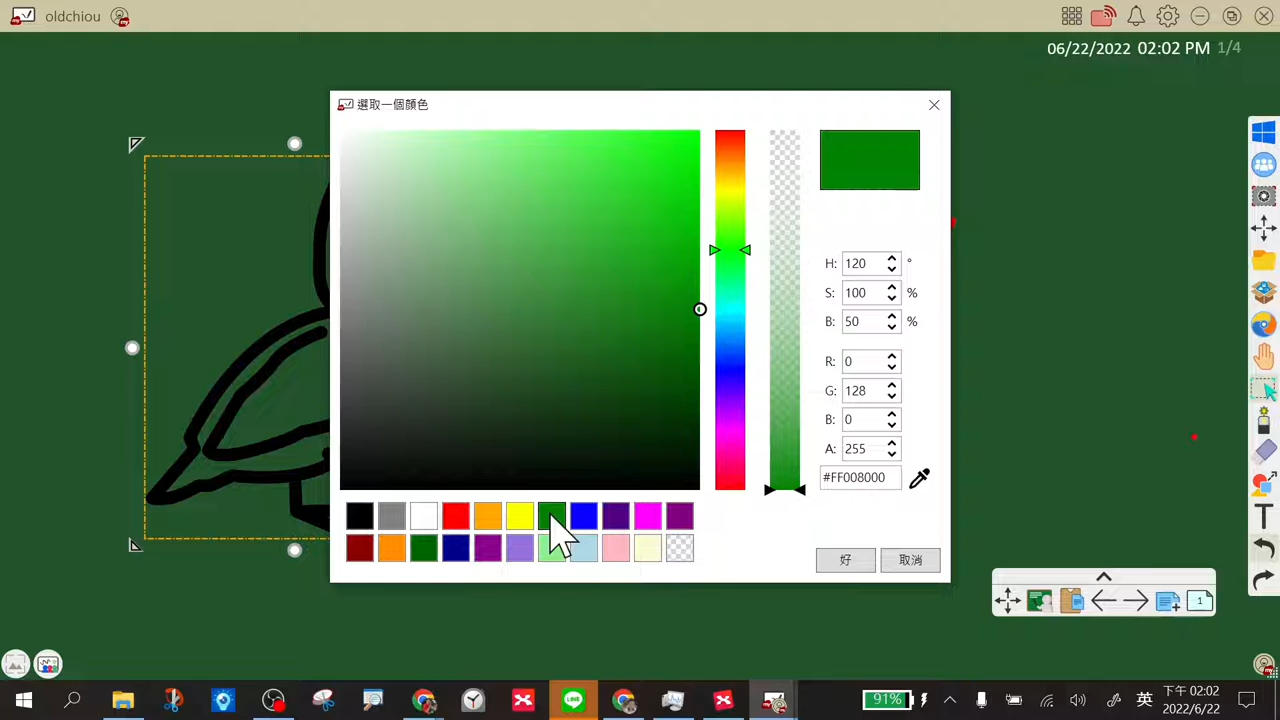 oldchiou
06/22/2022 02:02 PM 1/4
選取一個顏色
H: 120 °
S: 100 %
B: 50 %
R: 0
G: 128
B: 0
A: 255
#FF008000
好 取消
1
91% 英 下午 02:02
2022/6/22